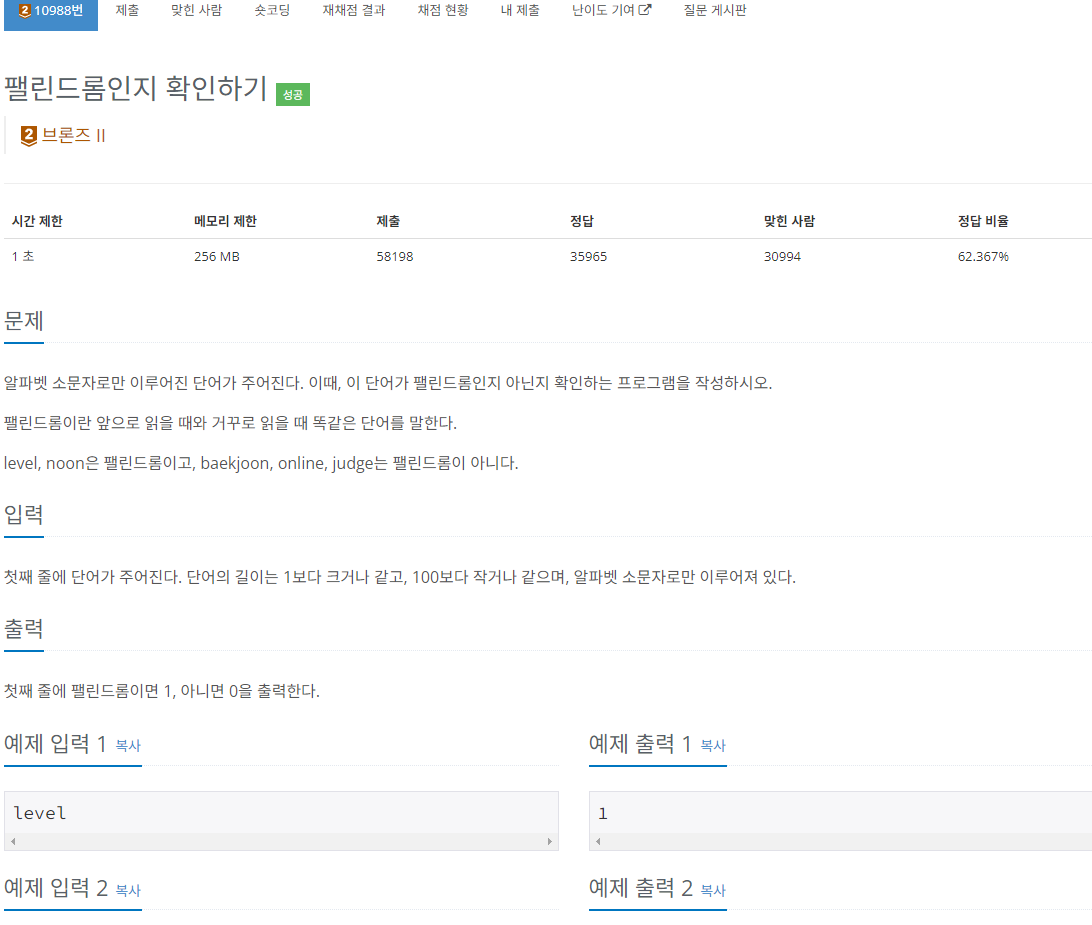 2 10988번 제출 맞힌 사람 숏코딩 재채점 결과 채점 현황 내 제출 난이도 기여 질문 게시판
팰린드롬인지 확인하기 성공
2 브론즈 II
시간 제한 메모리 제한 제출 정답 맞힌 사람 정답 비율
1 초 256 MB 58198 35965 30994 62.367%
문제
알파벳 소문자로만 이루어진 단어가 주어진다. 이때, 이 단어가 팰린드롬인지 아닌지 확인하는 프로그램을 작성하시오.
팰린드롬이란 앞으로 읽을 때와 거꾸로 읽을 때 똑같은 단어를 말한다.
level, noon은 팰린드롬이고, baekjoon, online, judge는 팰린드롬이 아니다.
입력
첫째 줄에 단어가 주어진다. 단어의 길이는 1보다 크거나 같고, 100보다 작거나 같으며, 알파벳 소문자로만 이루어져 있다.
출력
첫째 줄에 팰린드롬이면 1, 아니면 0을 출력한다.
예제 입력 1 복사
level
예제 출력 1 복사
1
예제 입력 2 복사
예제 출력 2 복사